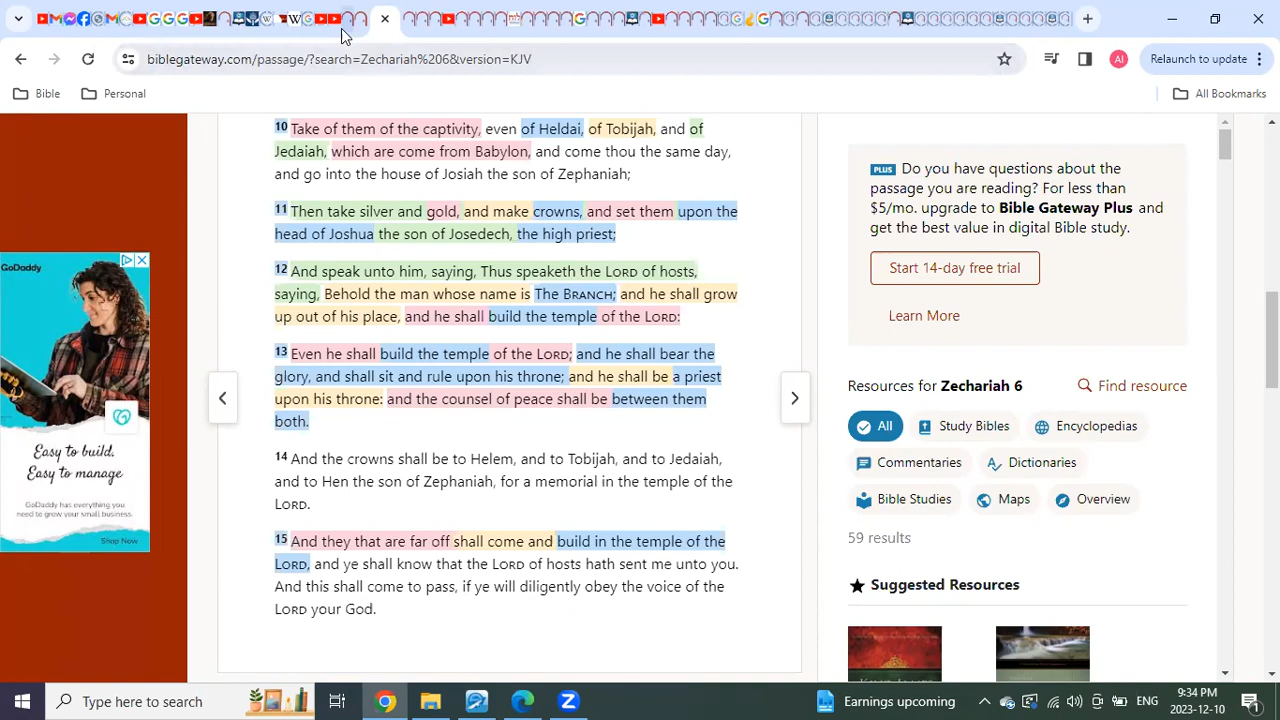 biblegateway.com/passage/?search=Zechariah%206&version=KJV
AI
Relaunch to update
Bible
Personal
All Bookmarks
10 Take of them of the captivity, even of Heldai, of Tobijah, and of
Jedaiah, which are come from Babylon, and come thou the same day,
and go into the house of Josiah the son of Zephaniah;
11 Then take silver and gold, and make crowns, and set them upon the
head of Joshua the son of Josedech, the high priest;
12 And speak unto him, saying, Thus speaketh the LORD of hosts,
saying, Behold the man whose name is The BRANCH; and he shall grow
up out of his place, and he shall build the temple of the LORD:
13 Even he shall build the temple of the LORD; and he shall bear the
glory, and shall sit and rule upon his throne; and he shall be a priest
upon his throne: and the counsel of peace shall be between them
both.
14 And the crowns shall be to Helem, and to Tobijah, and to Jedaiah,
and to Hen the son of Zephaniah, for a memorial in the temple of the
LORD.
15 And they that are far off shall come and build in the temple of the
LORD, and ye shall know that the LORD of hosts hath sent me unto you.
And this shall come to pass, if ye will diligently obey the voice of the
LORD your God.
GoDaddy
Easy to build.
Easy to manage
GoDaddy has everything you
need to grow your small business.
Shop Now
PLUS Do you have questions about the
passage you are reading? For less than
$5/mo. upgrade to Bible Gateway Plus and
get the best value in digital Bible study.
Start 14-day free trial
Learn More
Resources for Zechariah 6
Find resource
All
Study Bibles
Encyclopedias
Commentaries
Dictionaries
Bible Studies
Maps
Overview
59 results
Suggested Resources
Type here to search
Earnings upcoming
ENG
9:34 PM
2023-12-10